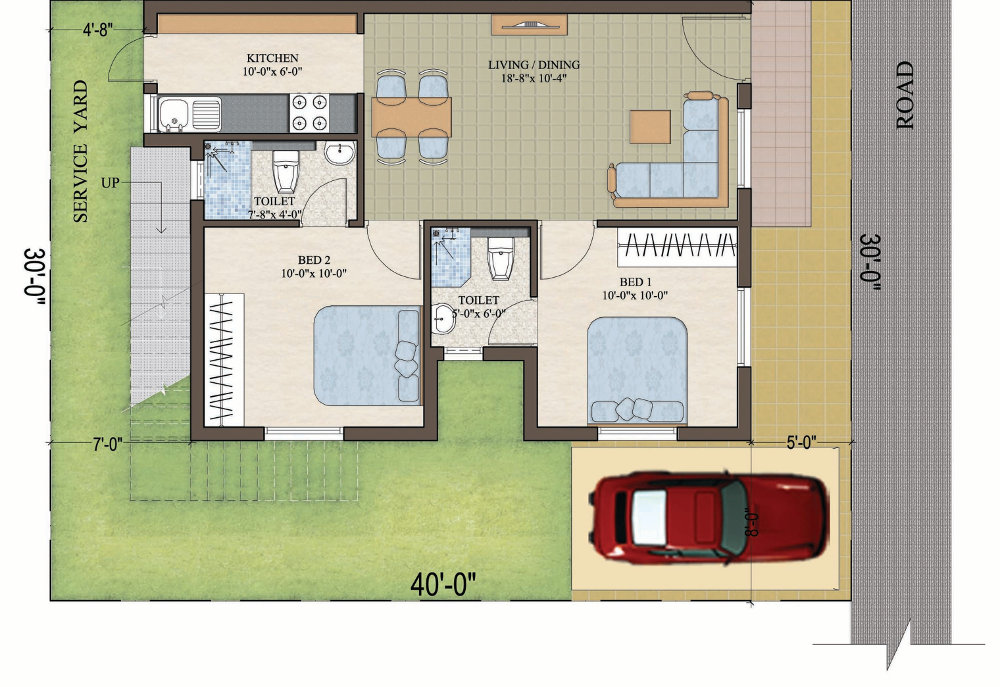 4'-8"
KITCHEN
10'-0"x 6'-0"
LIVING / DINING
18'-8"x 10'-4"
ROAD
SERVICE YARD
UP
TOILET
7'-8"x 4'-0"
30'-0"
BED 2
10'-0"x 10'-0"
TOILET
5'-0"x 6'-0"
BED 1
10'-0"x 10'-0"
30'-0"
7'-0"
5'-0"
8'-0"
40'-0"